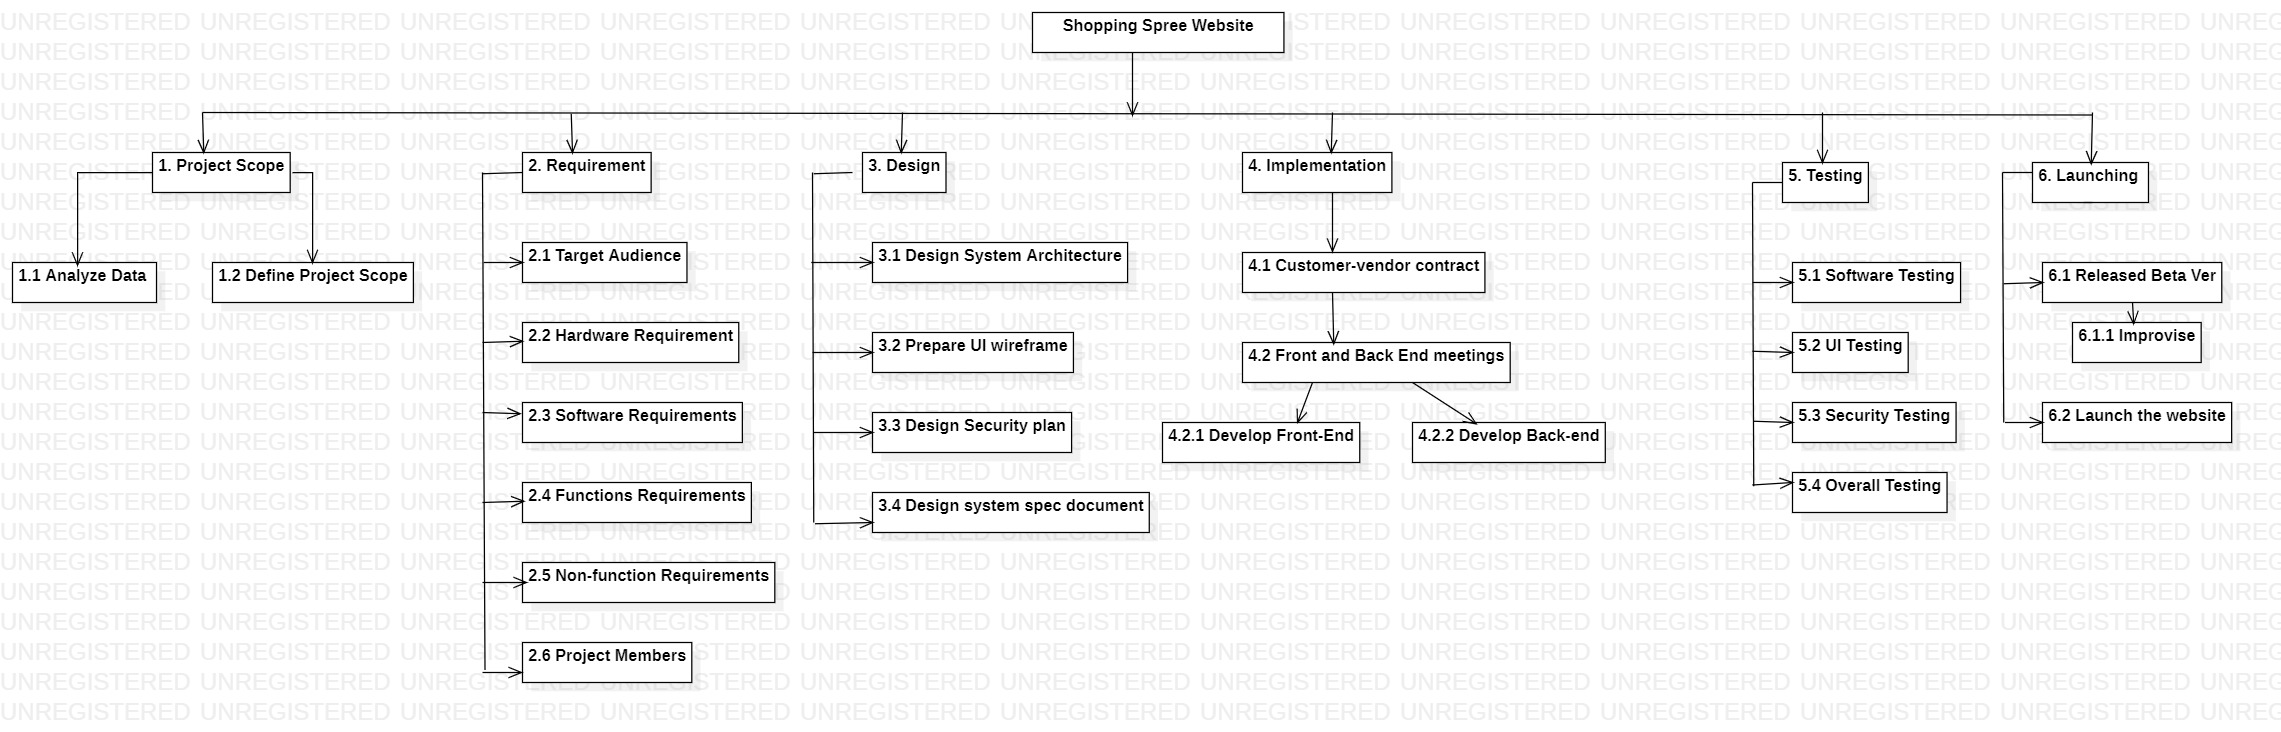 Shopping Spree Website
1. Project Scope
1.1 Analyze Data
1.2 Define Project Scope
2. Requirement
2.1 Target Audience
2.2 Hardware Requirement
2.3 Software Requirements
2.4 Functions Requirements
2.5 Non-function Requirements
2.6 Project Members
3. Design
3.1 Design System Architecture
3.2 Prepare UI wireframe
3.3 Design Security plan
3.4 Design system spec document
4. Implementation
4.1 Customer-vendor contract
4.2 Front and Back End meetings
4.2.1 Develop Front-End
4.2.2 Develop Back-end
5. Testing
5.1 Software Testing
5.2 UI Testing
5.3 Security Testing
5.4 Overall Testing
6. Launching
6.1 Released Beta Ver
6.1.1 Improvise
6.2 Launch the website
UNREGISTERED